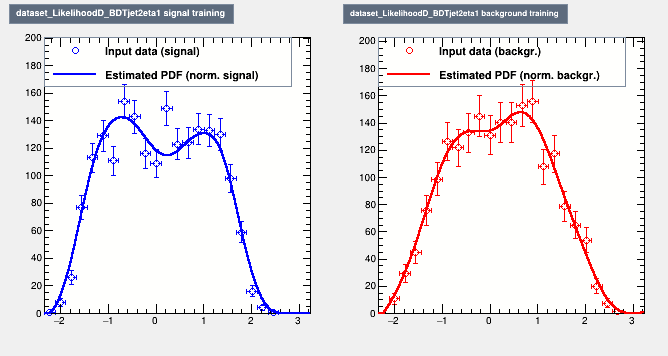 dataset_LikelihoodD_BDTjet2eta1 signal training
200
180
160
140
120
100
80
60
40
20
0
Input data (signal)
Estimated PDF (norm. signal)
−2 −1 0 1 2 3
dataset_LikelihoodD_BDTjet2eta1 background training
200
180
160
140
120
100
80
60
40
20
0
Input data (backgr.)
Estimated PDF (norm. backgr.)
−2 −1 0 1 2 3